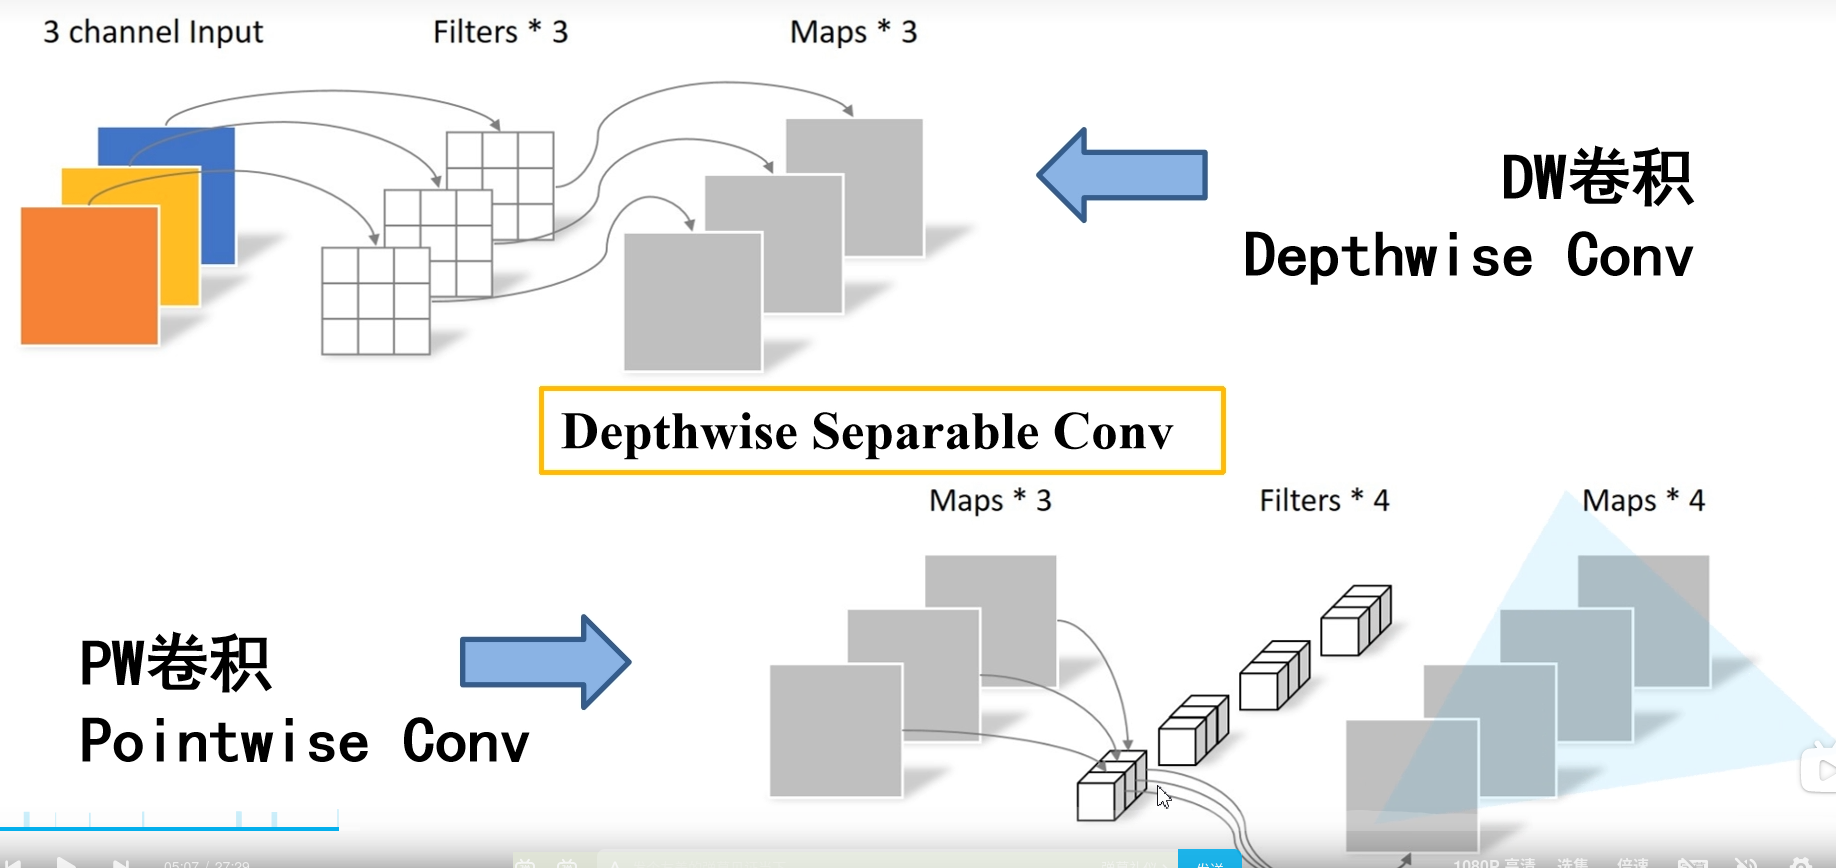 3 channel Input
Filters * 3
Maps * 3
DW卷积
Depthwise Conv
Depthwise Separable Conv
Maps * 3
Filters * 4
Maps * 4
PW卷积
Pointwise Conv
05:07 / 27:29
发送
1080P 高清
选集
倍速